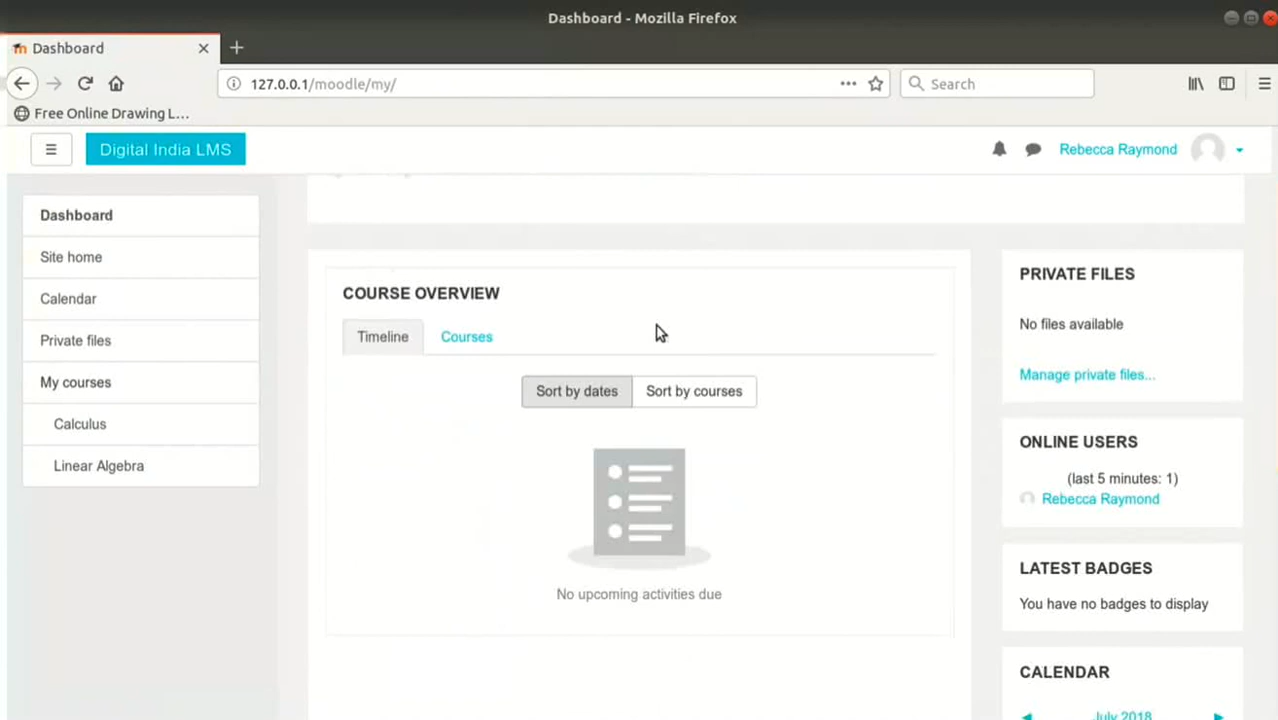 Dashboard - Mozilla Firefox
Dashboard
127.0.0.1/moodle/my/
Search
Free Online Drawing L...
Digital India LMS
Rebecca Raymond
Dashboard
Site home
Calendar
Private files
My courses
Calculus
Linear Algebra
COURSE OVERVIEW
Timeline
Courses
Sort by dates
Sort by courses
No upcoming activities due
PRIVATE FILES
No files available
Manage private files...
ONLINE USERS
(last 5 minutes: 1)
Rebecca Raymond
LATEST BADGES
You have no badges to display
CALENDAR
July 2018